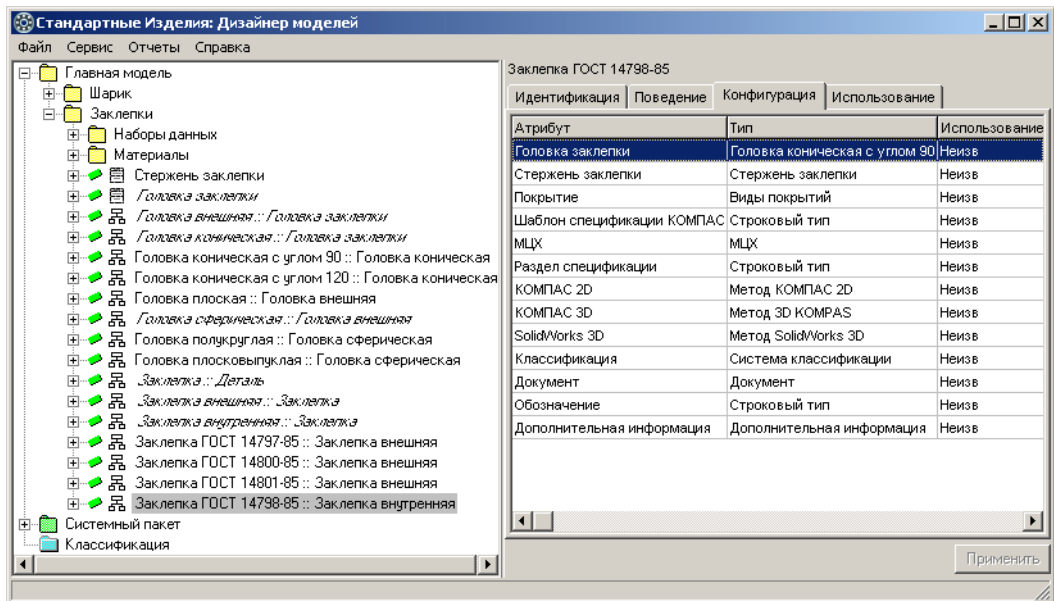 Стандартные Изделия: Дизайнер моделей
Файл Сервис Отчеты Справка
Главная модель
Шарик
Заклепки
Наборы данных
Материалы
Стержень заклепки
Головка заклепки
Головка внешняя :: Головка заклепки
Головка коническая :: Головка заклепки
Головка коническая с углом 90 :: Головка коническая
Головка коническая с углом 120 :: Головка коническая
Головка плоская :: Головка внешняя
Головка сферическая :: Головка внешняя
Головка полукруглая :: Головка сферическая
Головка плосковыпуклая :: Головка сферическая
Заклепка :: Деталь
Заклепка внешняя :: Заклепка
Заклепка внутренняя :: Заклепка
Заклепка ГОСТ 14797-85 :: Заклепка внешняя
Заклепка ГОСТ 14800-85 :: Заклепка внешняя
Заклепка ГОСТ 14801-85 :: Заклепка внешняя
Заклепка ГОСТ 14798-85 :: Заклепка внутренняя
Системный пакет
Классификация
Заклепка ГОСТ 14798-85
Идентификация Поведение Конфигурация Использование
Атрибут Тип Использование
Головка заклепки Головка коническая с углом 90 Неизв
Стержень заклепки Стержень заклепки Неизв
Покрытие Виды покрытий Неизв
Шаблон спецификации КОМПАС Строковый тип Неизв
МЦХ МЦХ Неизв
Раздел спецификации Строковый тип Неизв
КОМПАС 2D Метод КОМПАС 2D Неизв
КОМПАС 3D Метод 3D KOMPAS Неизв
SolidWorks 3D Метод SolidWorks 3D Неизв
Классификация Система классификации Неизв
Документ Документ Неизв
Обозначение Строковый тип Неизв
Дополнительная информация Дополнительная информация Неизв
Применить